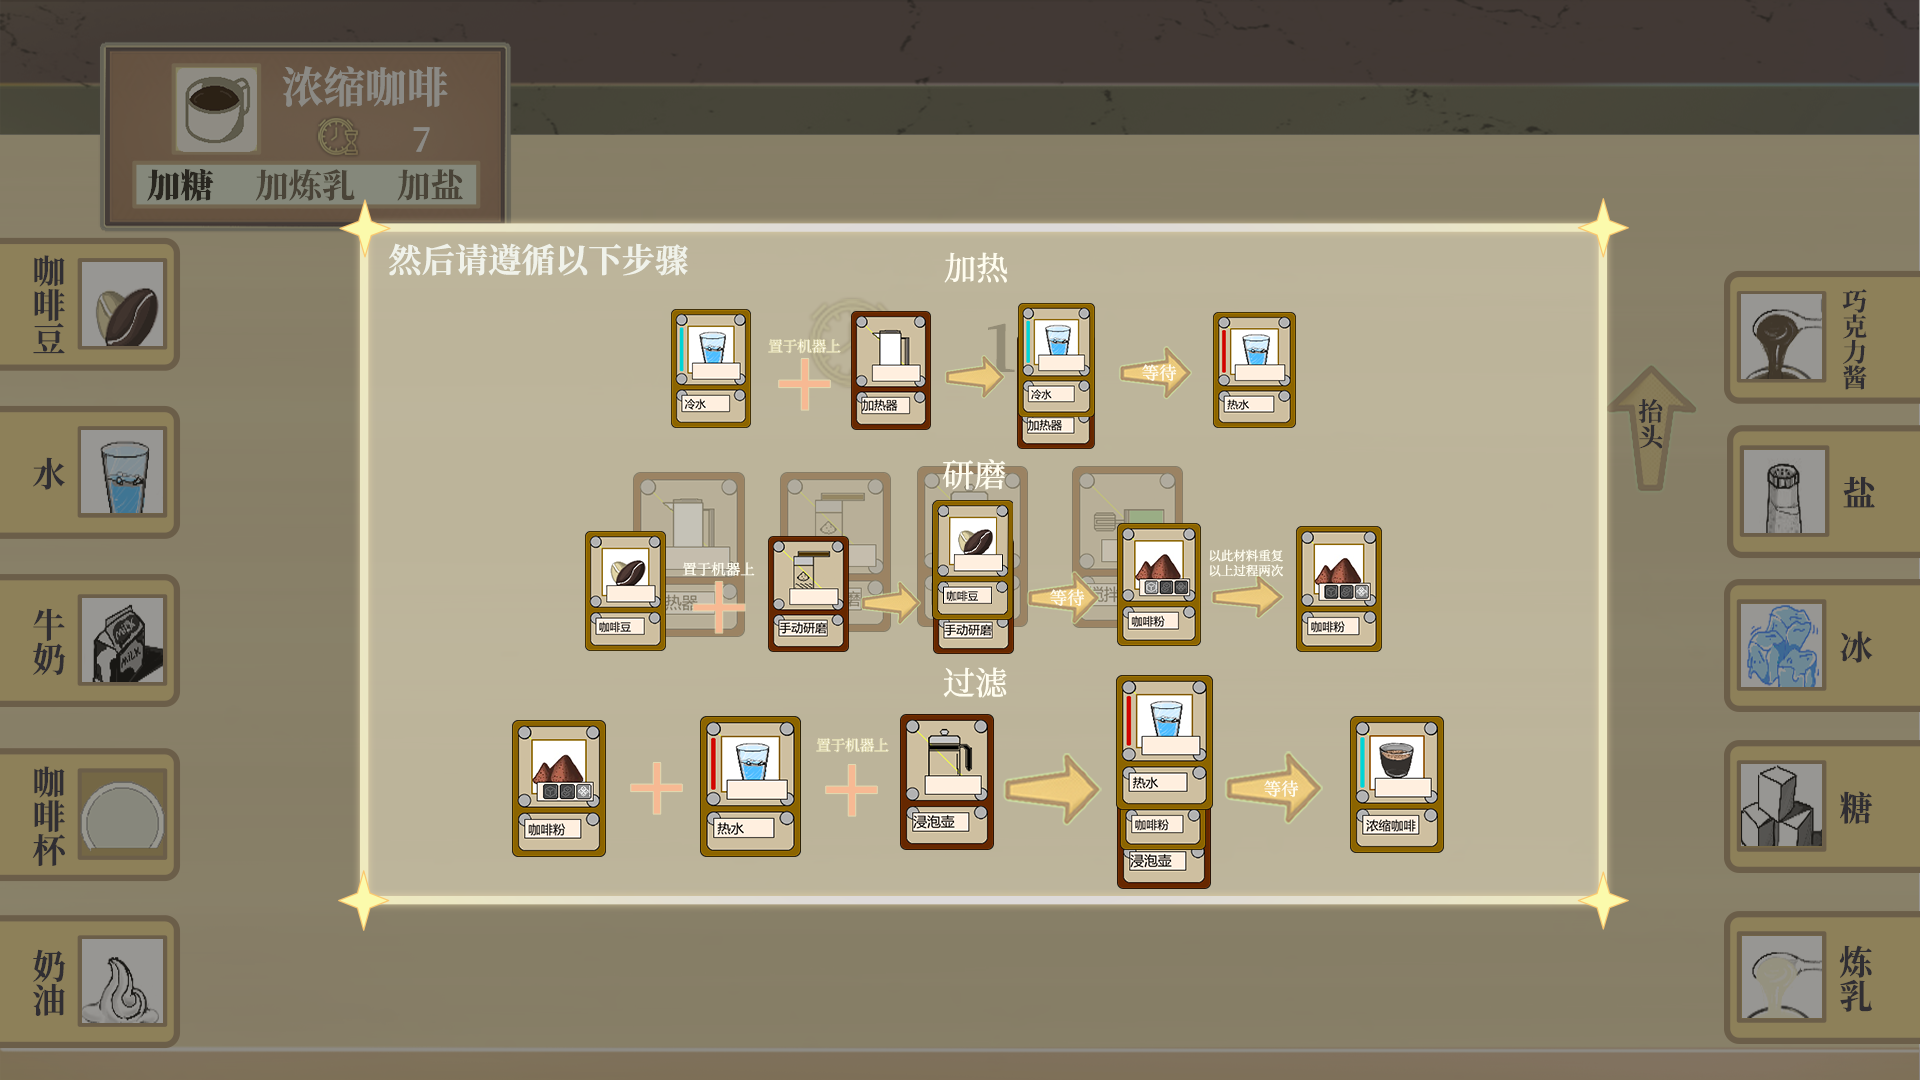 浓缩咖啡
7
加糖 加炼乳 加盐
然后请遵循以下步骤
加热
置于机器上
等待
冷水
加热器
冷水
加热器
热水
研磨
置于机器上
等待
以此材料重复
以上过程两次
咖啡豆
手动研磨
咖啡豆
手动研磨
咖啡粉
咖啡粉
热器
磨
搅拌
过滤
置于机器上
等待
咖啡粉
热水
浸泡壶
热水
咖啡粉
浸泡壶
浓缩咖啡
咖啡豆
水
牛奶
MILK
MILK
咖啡杯
奶油
抬头
巧克力酱
盐
冰
糖
炼乳